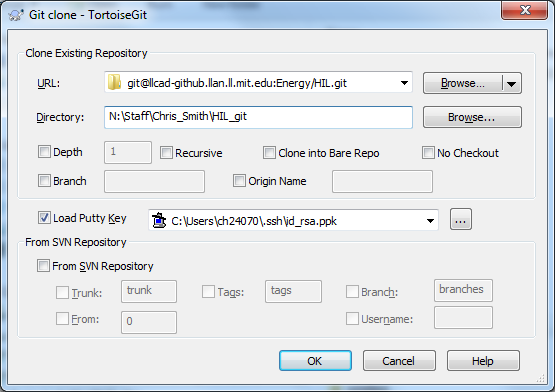 Git clone - TortoiseGit
Clone Existing Repository
URL: git@llcad-github.llan.ll.mit.edu:Energy/HIL.git Browse...
Directory: N:\Staff\Chris_Smith\HIL_git Browse...
Depth 1 Recursive Clone into Bare Repo No Checkout
Branch Origin Name
Load Putty Key C:\Users\ch24070\.ssh\id_rsa.ppk ...
From SVN Repository
From SVN Repository
Trunk: trunk Tags: tags Branch: branches
From: 0 Username:
OK Cancel Help